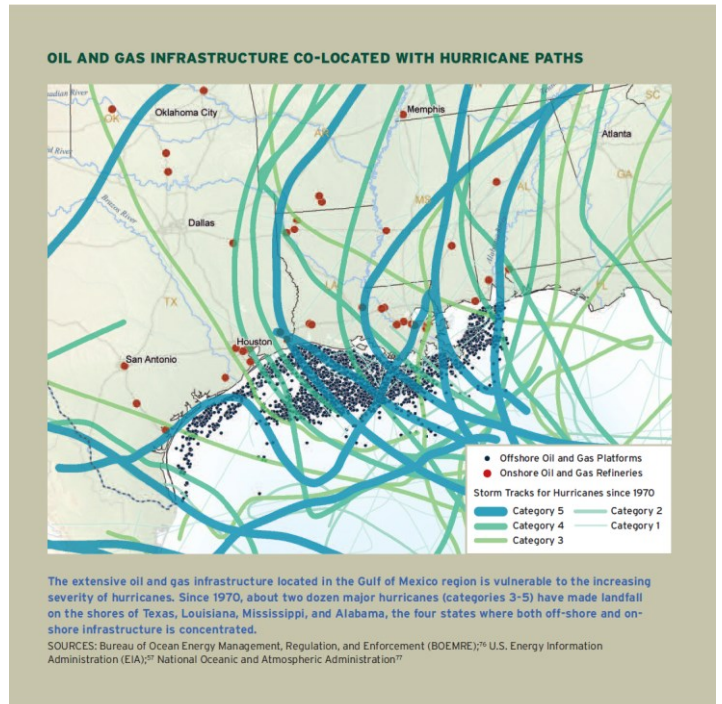 OIL AND GAS INFRASTRUCTURE CO-LOCATED WITH HURRICANE PATHS
OK
Oklahoma City
Memphis
SC
AR
Atlanta
Brazos River
MS
AL
GA
Dallas
LA
TX
FL
Houston
San Antonio
Offshore Oil and Gas Platforms
Onshore Oil and Gas Refineries
Storm Tracks for Hurricanes since 1970
Category 5
Category 2
Category 4
Category 1
Category 3
The extensive oil and gas infrastructure located in the Gulf of Mexico region is vulnerable to the increasing
severity of hurricanes. Since 1970, about two dozen major hurricanes (categories 3-5) have made landfall
on the shores of Texas, Louisiana, Mississippi, and Alabama, the four states where both off-shore and on-
shore infrastructure is concentrated.
SOURCES: Bureau of Ocean Energy Management, Regulation, and Enforcement (BOEMRE);⁷⁶ U.S. Energy Information
Administration (EIA);⁵⁷ National Oceanic and Atmospheric Administration⁷⁷